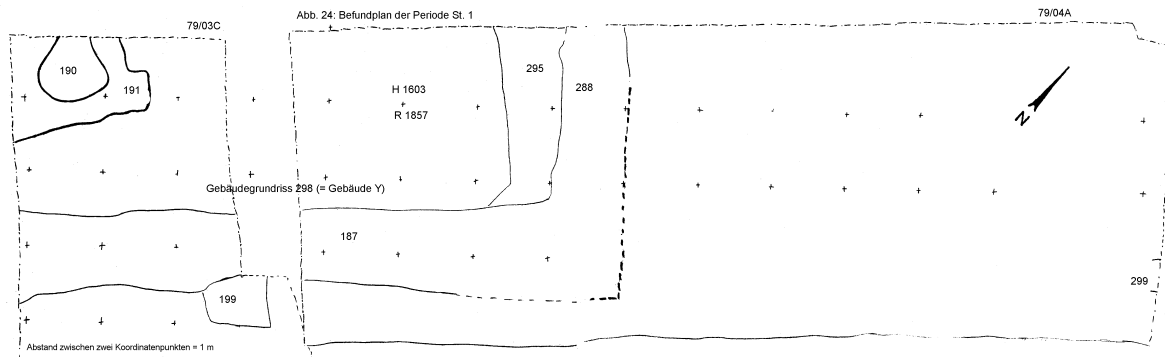 Abb. 24: Befundplan der Periode St. 1
79/03C
79/04A
190
191
295
288
H 1603
R 1857
N
Gebäudegrundriss 298 (= Gebäude Y)
187
199
299
Abstand zwischen zwei Koordinatenpunkten = 1 m